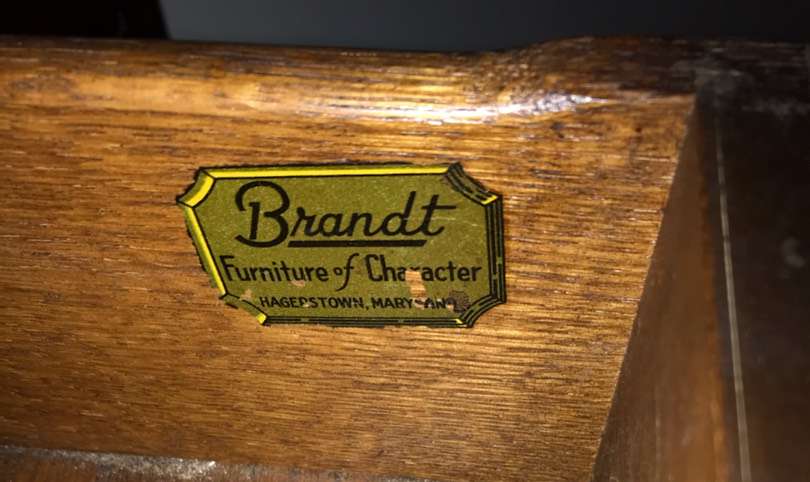 Brandt
Furniture of Character
HAGERSTOWN, MARYLAND